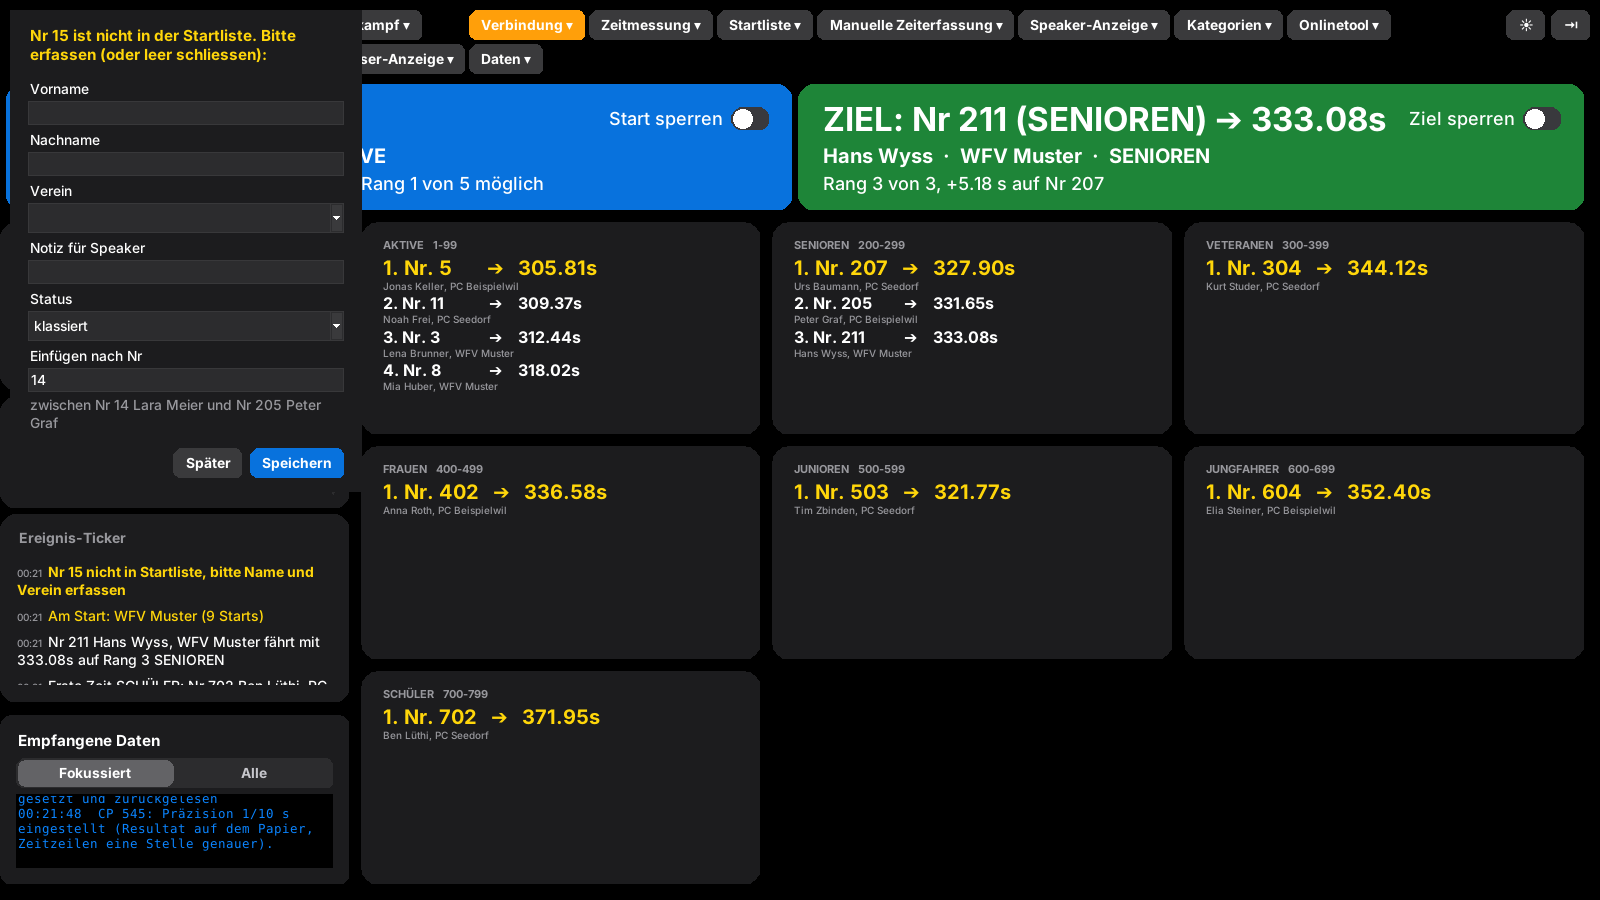 Nr 15 ist nicht in der Startliste. Bitte
erfassen (oder leer schliessen):
Vorname
Nachname
Verein
Notiz für Speaker
Status
klassiert
Einfügen nach Nr
14
zwischen Nr 14 Lara Meier und Nr 205 Peter
Graf
Später Speichern
Verbindung ▾ Zeitmessung ▾ Startliste ▾ Manuelle Zeiterfassung ▾ Speaker-Anzeige ▾ Kategorien ▾ Onlinetool ▾
Daten ▾
Start sperren
Rang 1 von 5 möglich
ZIEL: Nr 211 (SENIOREN) ➔ 333.08s Ziel sperren
Hans Wyss · WFV Muster · SENIOREN
Rang 3 von 3, +5.18 s auf Nr 207
AKTIVE 1-99
1. Nr. 5 ➔ 305.81s
Jonas Keller, PC Beispielwil
2. Nr. 11 ➔ 309.37s
Noah Frei, PC Seedorf
3. Nr. 3 ➔ 312.44s
Lena Brunner, WFV Muster
4. Nr. 8 ➔ 318.02s
Mia Huber, WFV Muster
SENIOREN 200-299
1. Nr. 207 ➔ 327.90s
Urs Baumann, PC Seedorf
2. Nr. 205 ➔ 331.65s
Peter Graf, PC Beispielwil
3. Nr. 211 ➔ 333.08s
Hans Wyss, WFV Muster
VETERANEN 300-399
1. Nr. 304 ➔ 344.12s
Kurt Studer, PC Seedorf
FRAUEN 400-499
1. Nr. 402 ➔ 336.58s
Anna Roth, PC Beispielwil
JUNIOREN 500-599
1. Nr. 503 ➔ 321.77s
Tim Zbinden, PC Seedorf
JUNGFAHRER 600-699
1. Nr. 604 ➔ 352.40s
Elia Steiner, PC Beispielwil
SCHÜLER 700-799
1. Nr. 702 ➔ 371.95s
Ben Lüthi, PC Seedorf
Ereignis-Ticker
00:21 Nr 15 nicht in Startliste, bitte Name und
Verein erfassen
00:21 Am Start: WFV Muster (9 Starts)
00:21 Nr 211 Hans Wyss, WFV Muster fährt mit
333.08s auf Rang 3 SENIOREN
Erste Zeit SCHÜLER: Nr 702 Ben Lüthi, PC
Empfangene Daten
Fokussiert Alle
gesetzt und zurückgelesen
00:21:48 CP 545: Präzision 1/10 s
eingestellt (Resultat auf dem Papier,
Zeitzeilen eine Stelle genauer).